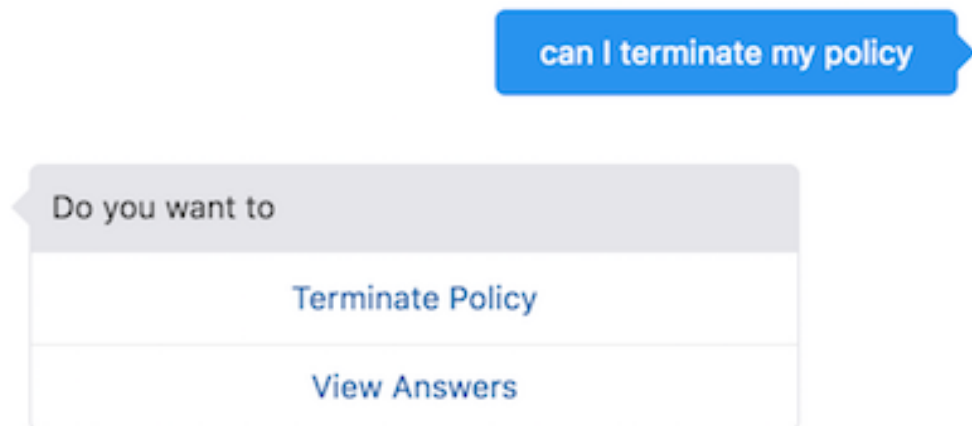 can I terminate my policy
Do you want to
Terminate Policy
View Answers